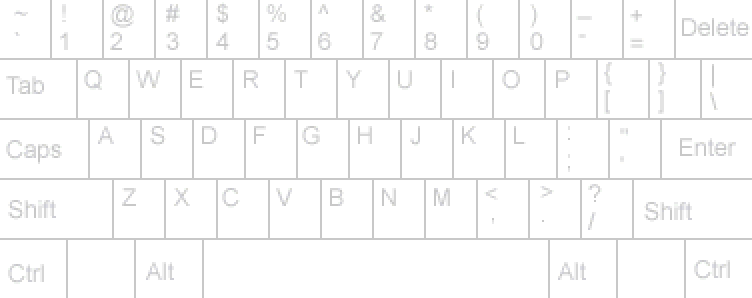 ~ ! @ # $ % ^ & * ( ) _ + Delete
` 1 2 3 4 5 6 7 8 9 0 - =
Tab Q W E R T Y U I O P { } |
[ ] \
Caps A S D F G H J K L : " Enter
; '
Shift Z X C V B N M < > ? Shift
, . /
Ctrl Alt Alt Ctrl